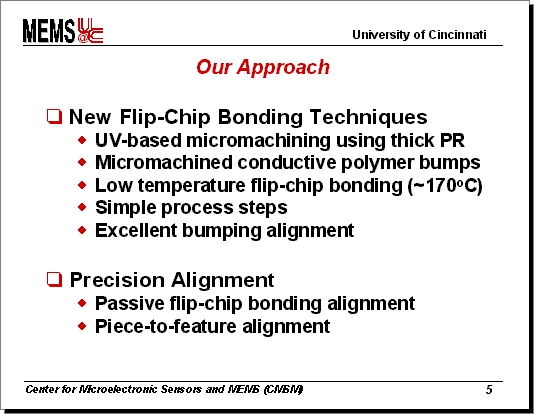 MEMS U@C
University of Cincinnati
Our Approach
New Flip-Chip Bonding Techniques
UV-based micromachining using thick PR
Micromachined conductive polymer bumps
Low temperature flip-chip bonding (~170ºC)
Simple process steps
Excellent bumping alignment
Precision Alignment
Passive flip-chip bonding alignment
Piece-to-feature alignment
Center for Microelectronic Sensors and MEMS (CMSM)
5